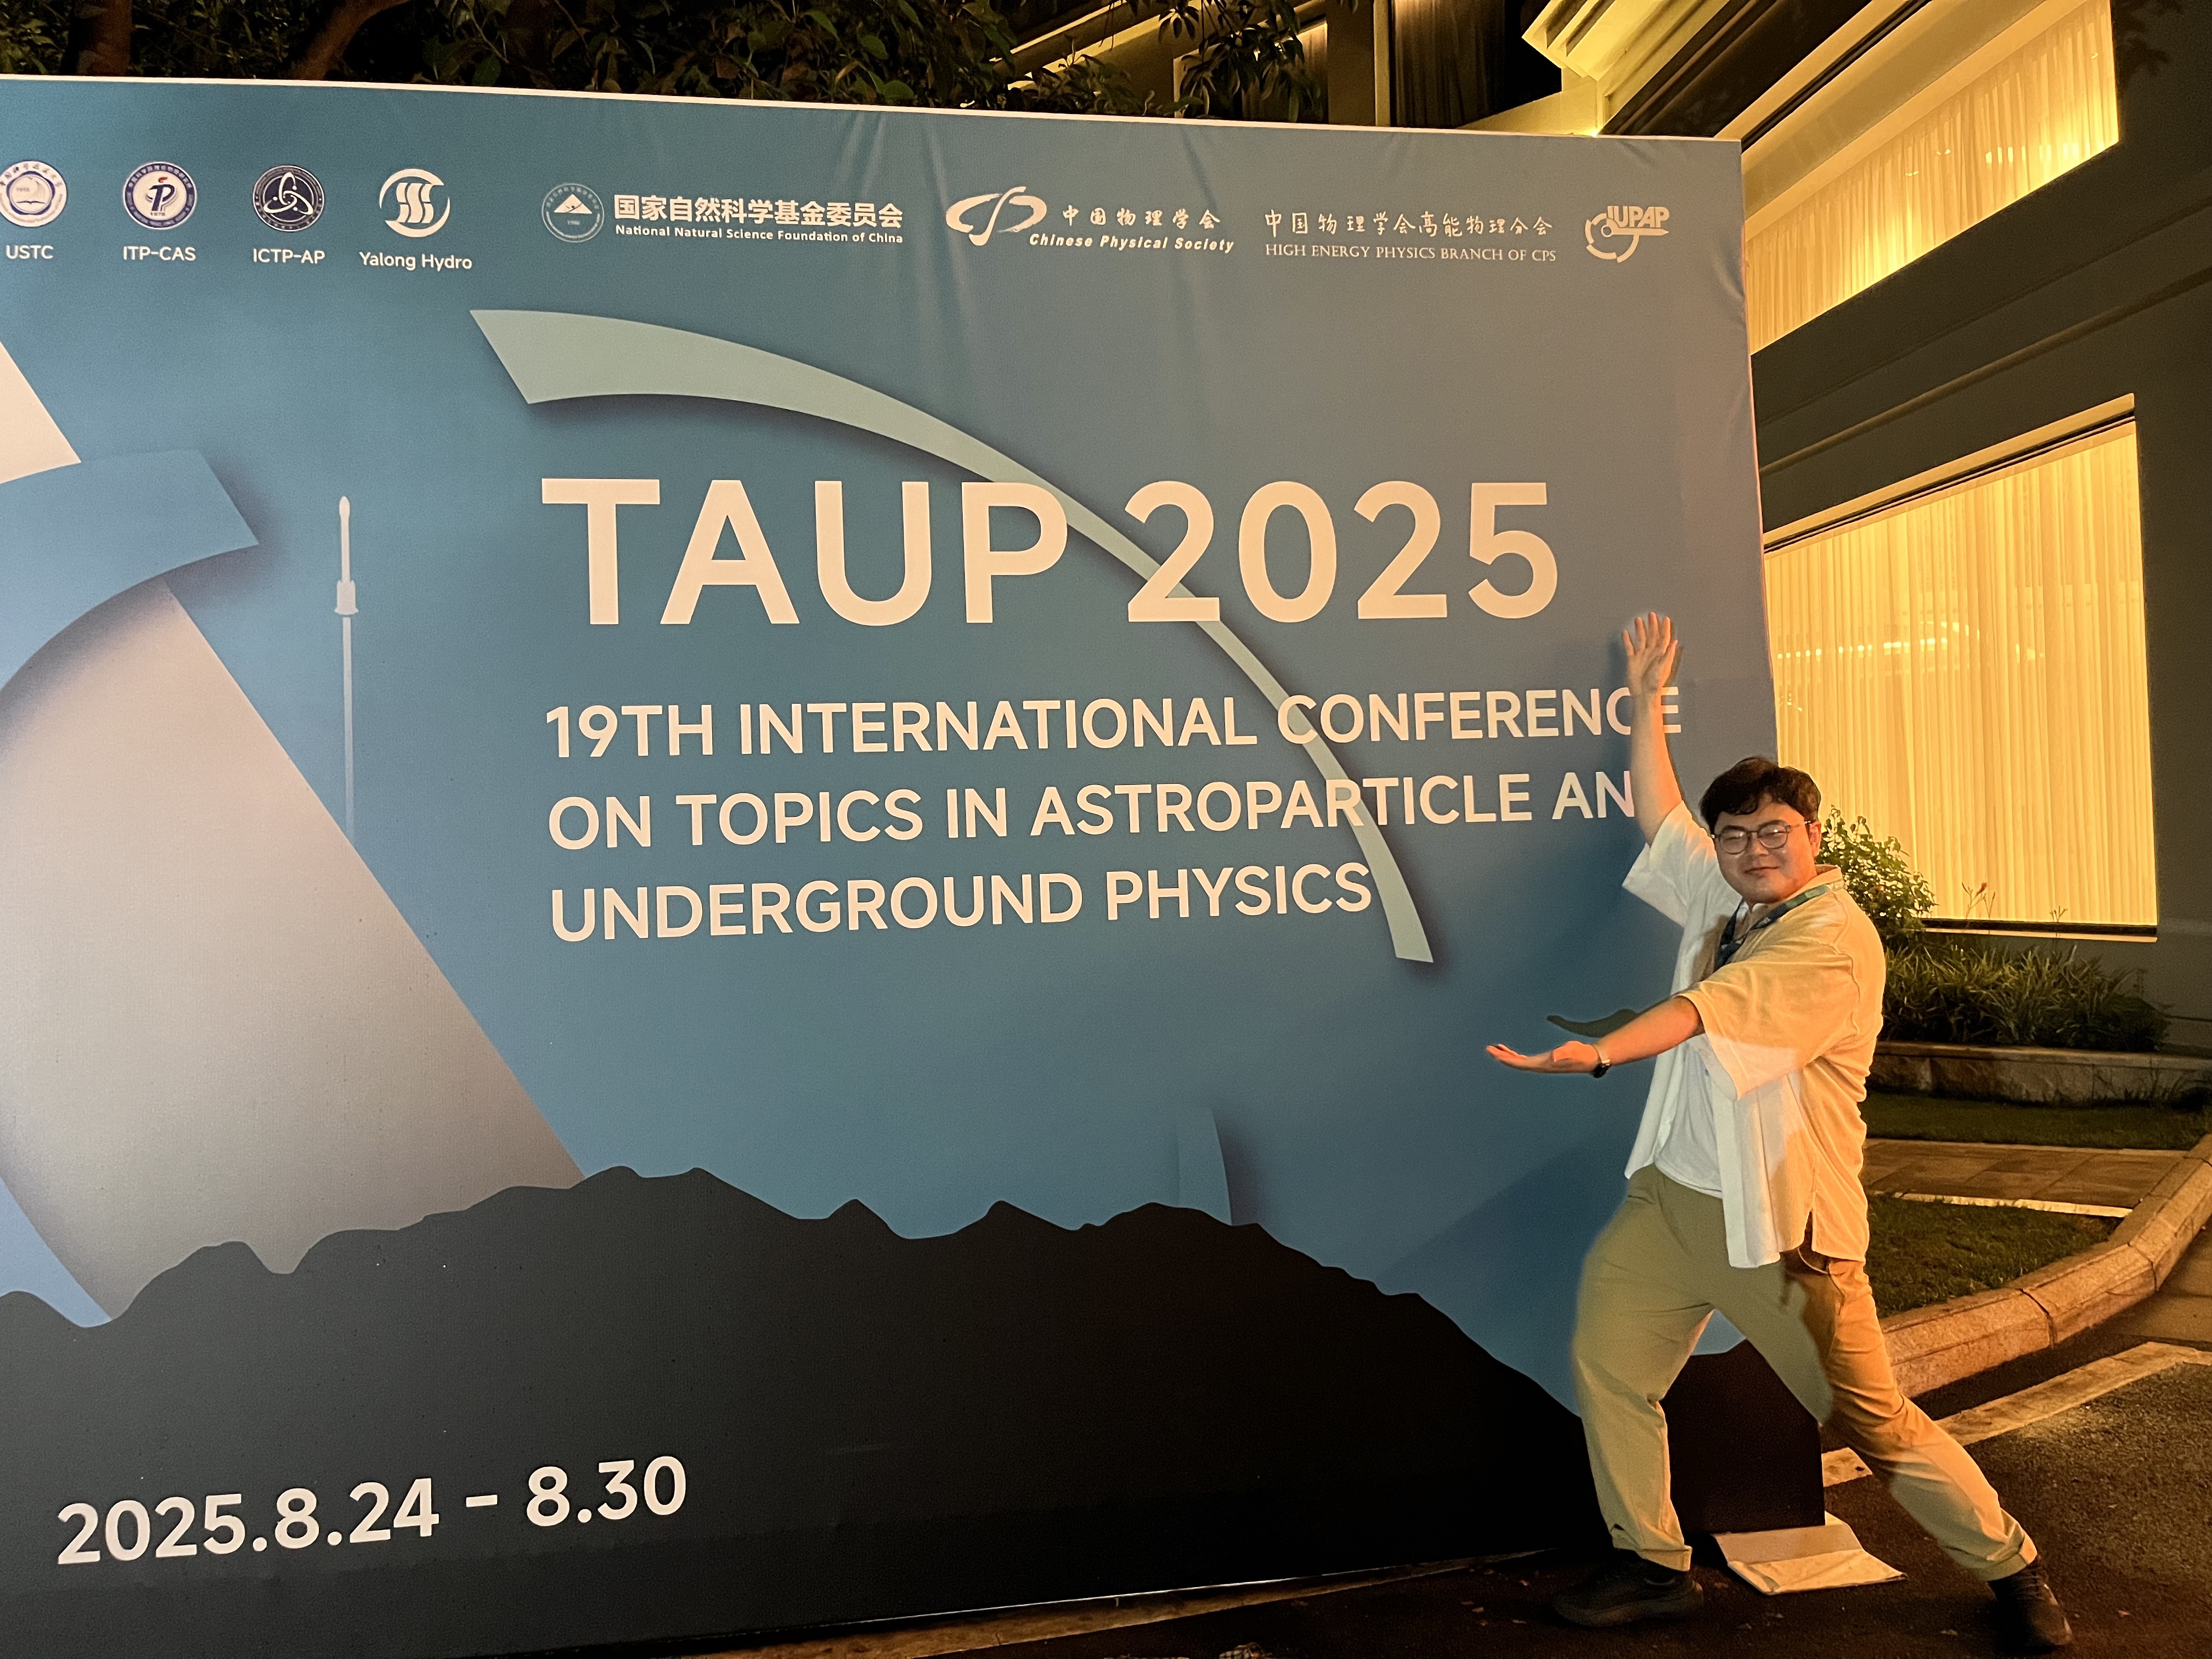 USTC
ITP-CAS
ICTP-AP
Yalong Hydro
国家自然科学基金委员会
National Natural Science Foundation of China
中国物理学会
Chinese Physical Society
中国物理学会高能物理分会
HIGH ENERGY PHYSICS BRANCH OF CPS
IUPAP
TAUP 2025
19TH INTERNATIONAL CONFERENCE
ON TOPICS IN ASTROPARTICLE AN
UNDERGROUND PHYSICS
2025.8.24 - 8.30